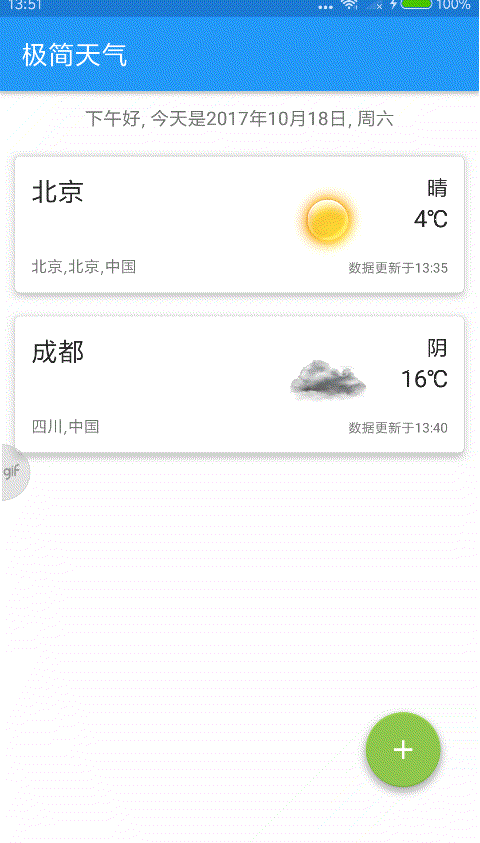 13:51
100%
极简天气
下午好, 今天是2017年10月18日, 周六
北京
晴
4℃
北京,北京,中国
数据更新于13:35
成都
阴
16℃
四川,中国
数据更新于13:40
gif
+